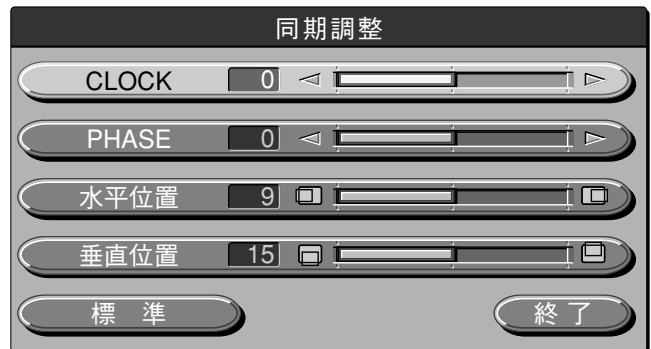 同期調整
CLOCK 0
PHASE 0
水平位置 9
垂直位置 15
標準 終了